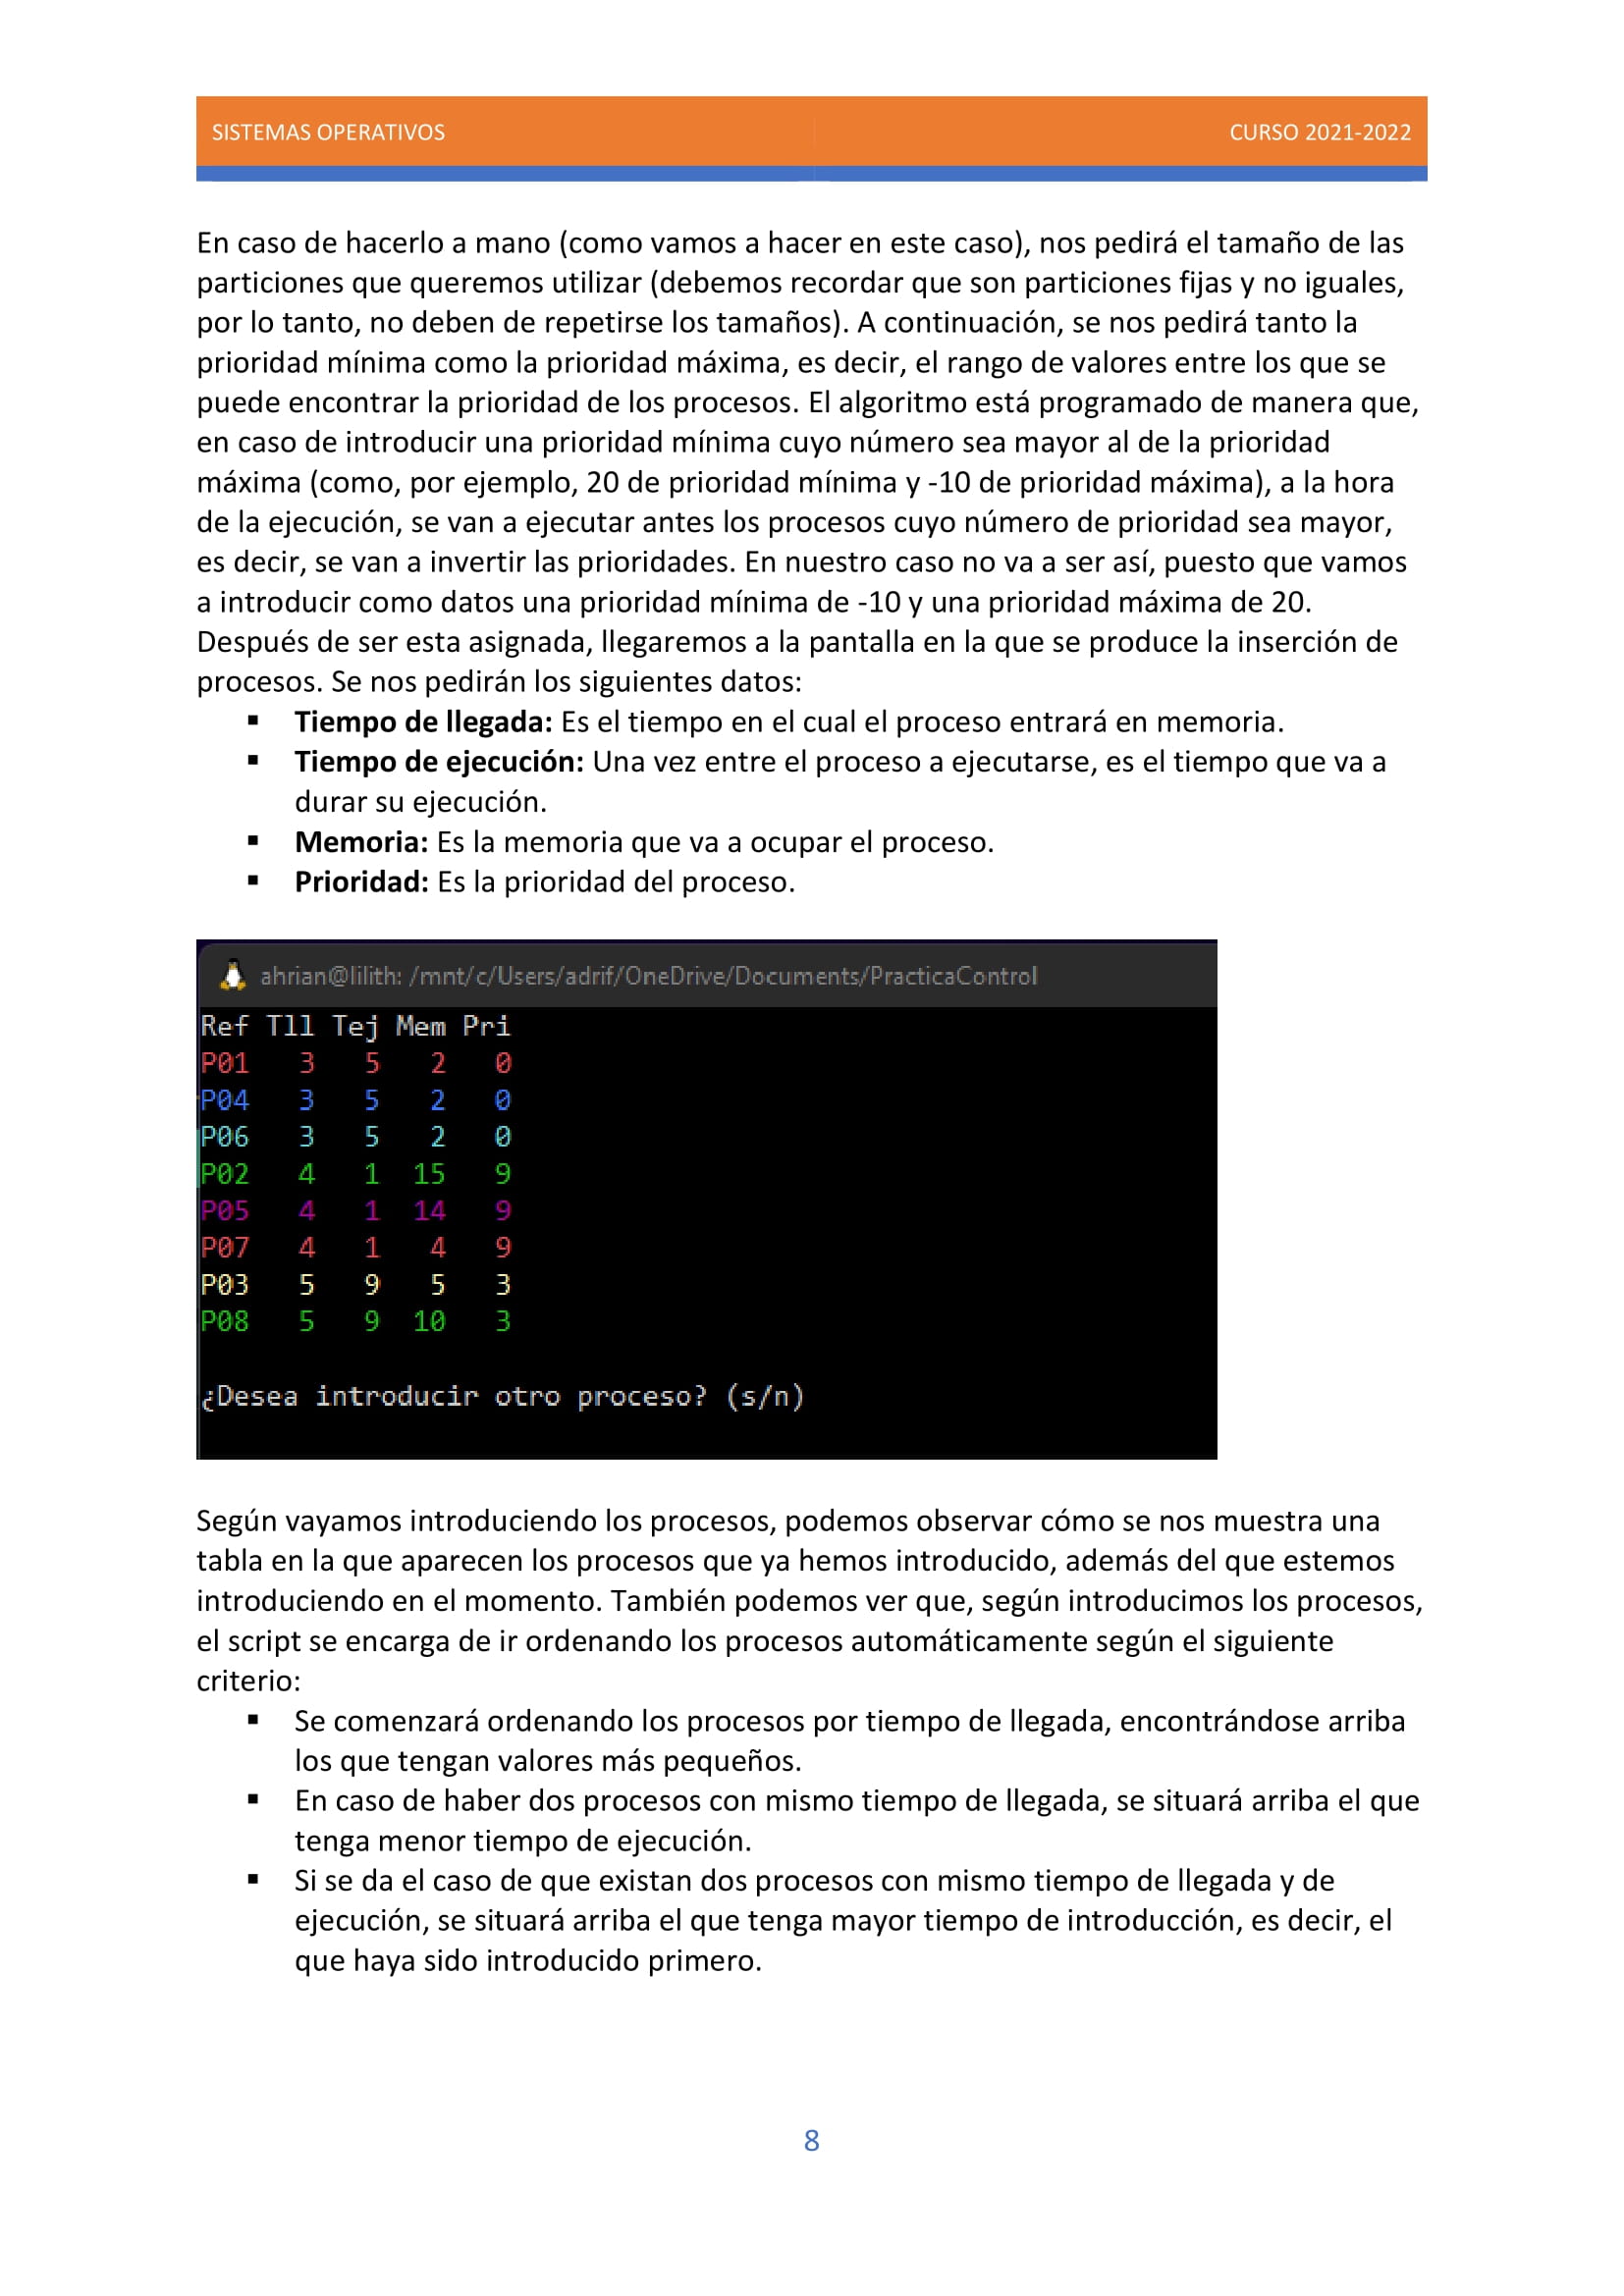 SISTEMAS OPERATIVOS CURSO 2021-2022
En caso de hacerlo a mano (como vamos a hacer en este caso), nos pedirá el tamaño de las
particiones que queremos utilizar (debemos recordar que son particiones fijas y no iguales,
por lo tanto, no deben de repetirse los tamaños). A continuación, se nos pedirá tanto la
prioridad mínima como la prioridad máxima, es decir, el rango de valores entre los que se
puede encontrar la prioridad de los procesos. El algoritmo está programado de manera que,
en caso de introducir una prioridad mínima cuyo número sea mayor al de la prioridad
máxima (como, por ejemplo, 20 de prioridad mínima y -10 de prioridad máxima), a la hora
de la ejecución, se van a ejecutar antes los procesos cuyo número de prioridad sea mayor,
es decir, se van a invertir las prioridades. En nuestro caso no va a ser así, puesto que vamos
a introducir como datos una prioridad mínima de -10 y una prioridad máxima de 20.
Después de ser esta asignada, llegaremos a la pantalla en la que se produce la inserción de
procesos. Se nos pedirán los siguientes datos:
▪ Tiempo de llegada: Es el tiempo en el cual el proceso entrará en memoria.
▪ Tiempo de ejecución: Una vez entre el proceso a ejecutarse, es el tiempo que va a
durar su ejecución.
▪ Memoria: Es la memoria que va a ocupar el proceso.
▪ Prioridad: Es la prioridad del proceso.
ahrian@lilith: /mnt/c/Users/adrif/OneDrive/Documents/PracticaControl
Ref Tll Tej Mem Pri
P01 3 5 2 0
P04 3 5 2 0
P06 3 5 2 0
P02 4 1 15 9
P05 4 1 14 9
P07 4 1 4 9
P03 5 9 5 3
P08 5 9 10 3
¿Desea introducir otro proceso? (s/n)
Según vayamos introduciendo los procesos, podemos observar cómo se nos muestra una
tabla en la que aparecen los procesos que ya hemos introducido, además del que estemos
introduciendo en el momento. También podemos ver que, según introducimos los procesos,
el script se encarga de ir ordenando los procesos automáticamente según el siguiente
criterio:
▪ Se comenzará ordenando los procesos por tiempo de llegada, encontrándose arriba
los que tengan valores más pequeños.
▪ En caso de haber dos procesos con mismo tiempo de llegada, se situará arriba el que
tenga menor tiempo de ejecución.
▪ Si se da el caso de que existan dos procesos con mismo tiempo de llegada y de
ejecución, se situará arriba el que tenga mayor tiempo de introducción, es decir, el
que haya sido introducido primero.
8